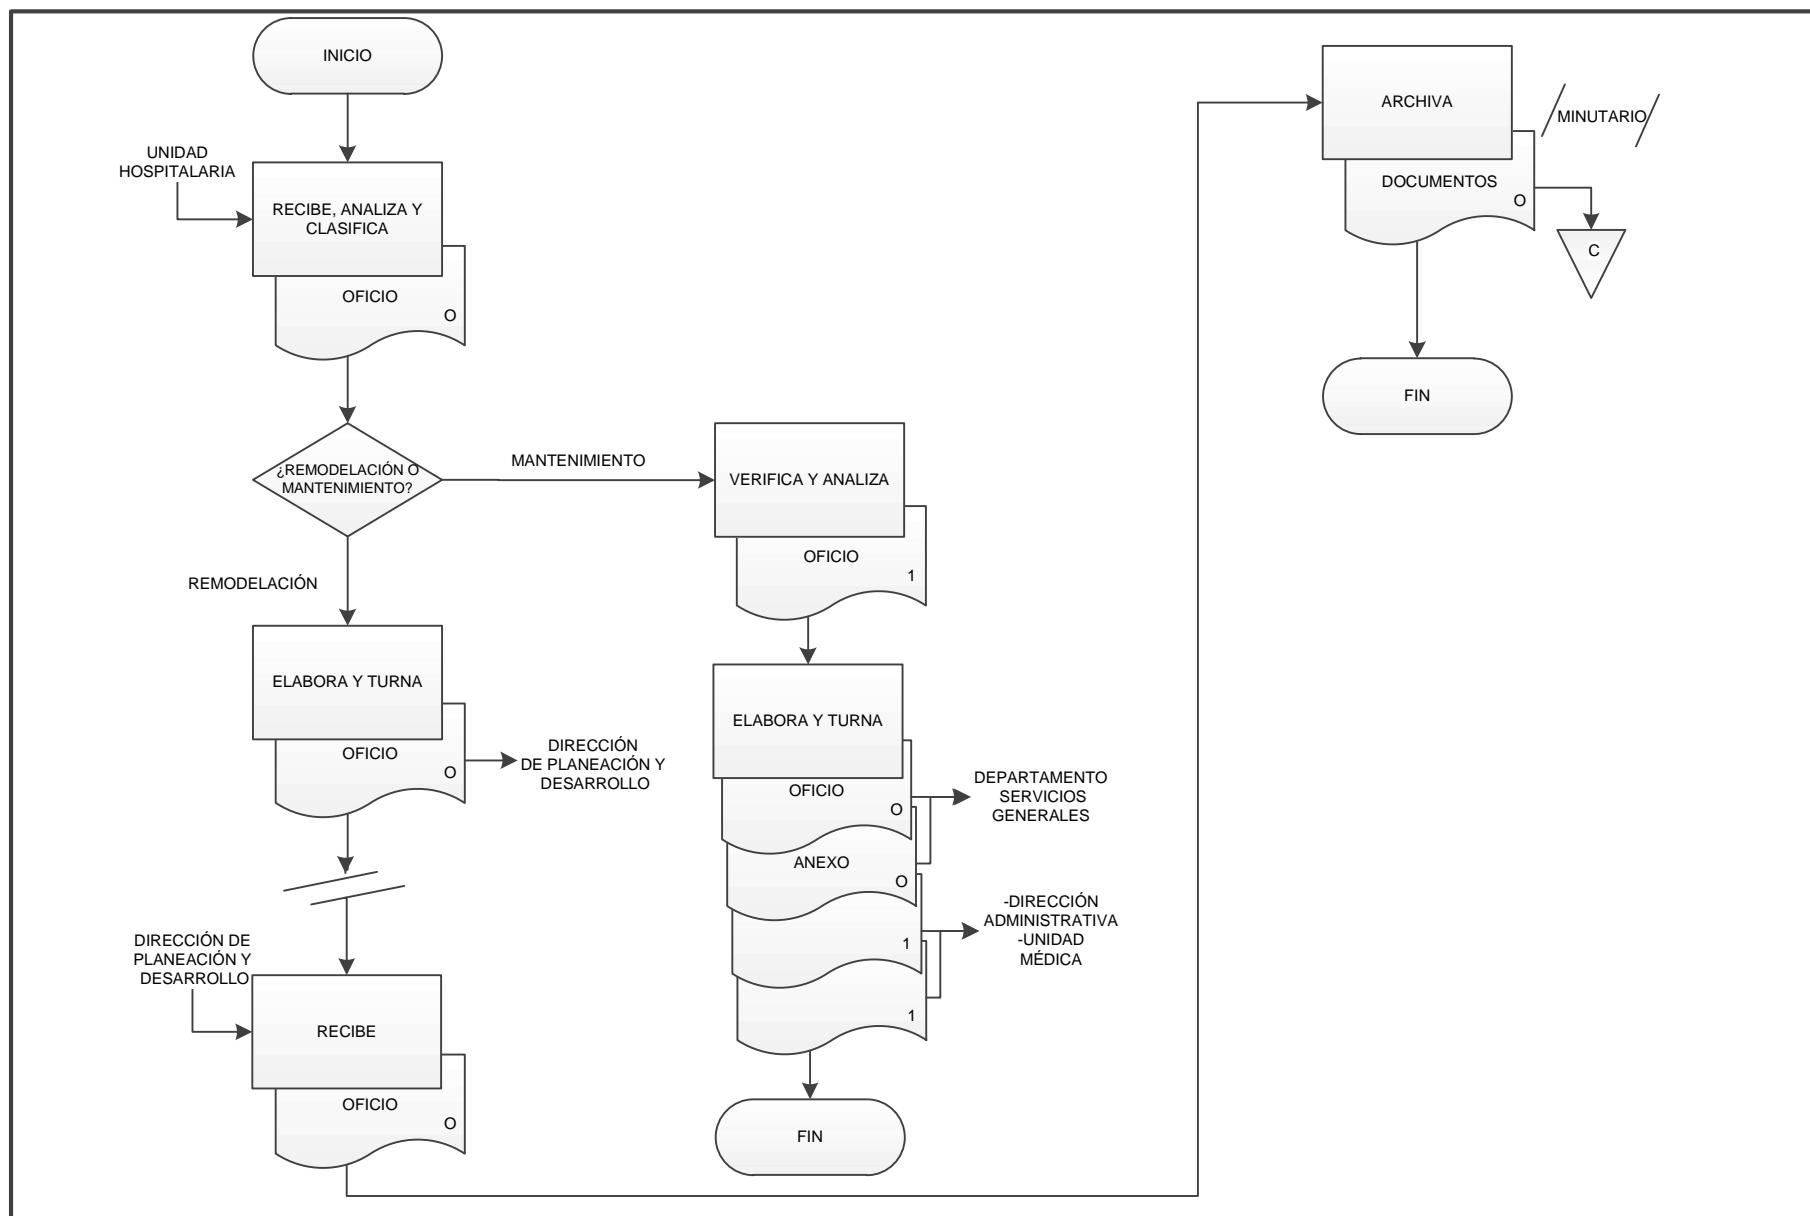 INICIO
UNIDAD
HOSPITALARIA
RECIBE, ANALIZA Y
CLASIFICA
OFICIO
O
¿REMODELACIÓN O
MANTENIMIENTO?
MANTENIMIENTO
REMODELACIÓN
ELABORA Y TURNA
OFICIO
O
DIRECCIÓN
DE PLANEACIÓN Y
DESARROLLO
DIRECCIÓN DE
PLANEACIÓN Y
DESARROLLO
RECIBE
OFICIO
O
VERIFICA Y ANALIZA
OFICIO
1
ELABORA Y TURNA
OFICIO
O
DEPARTAMENTO
SERVICIOS
GENERALES
ANEXO
O
1
-DIRECCIÓN
ADMINISTRATIVA
-UNIDAD
MÉDICA
1
FIN
ARCHIVA
MINUTARIO
DOCUMENTOS
O
C
FIN